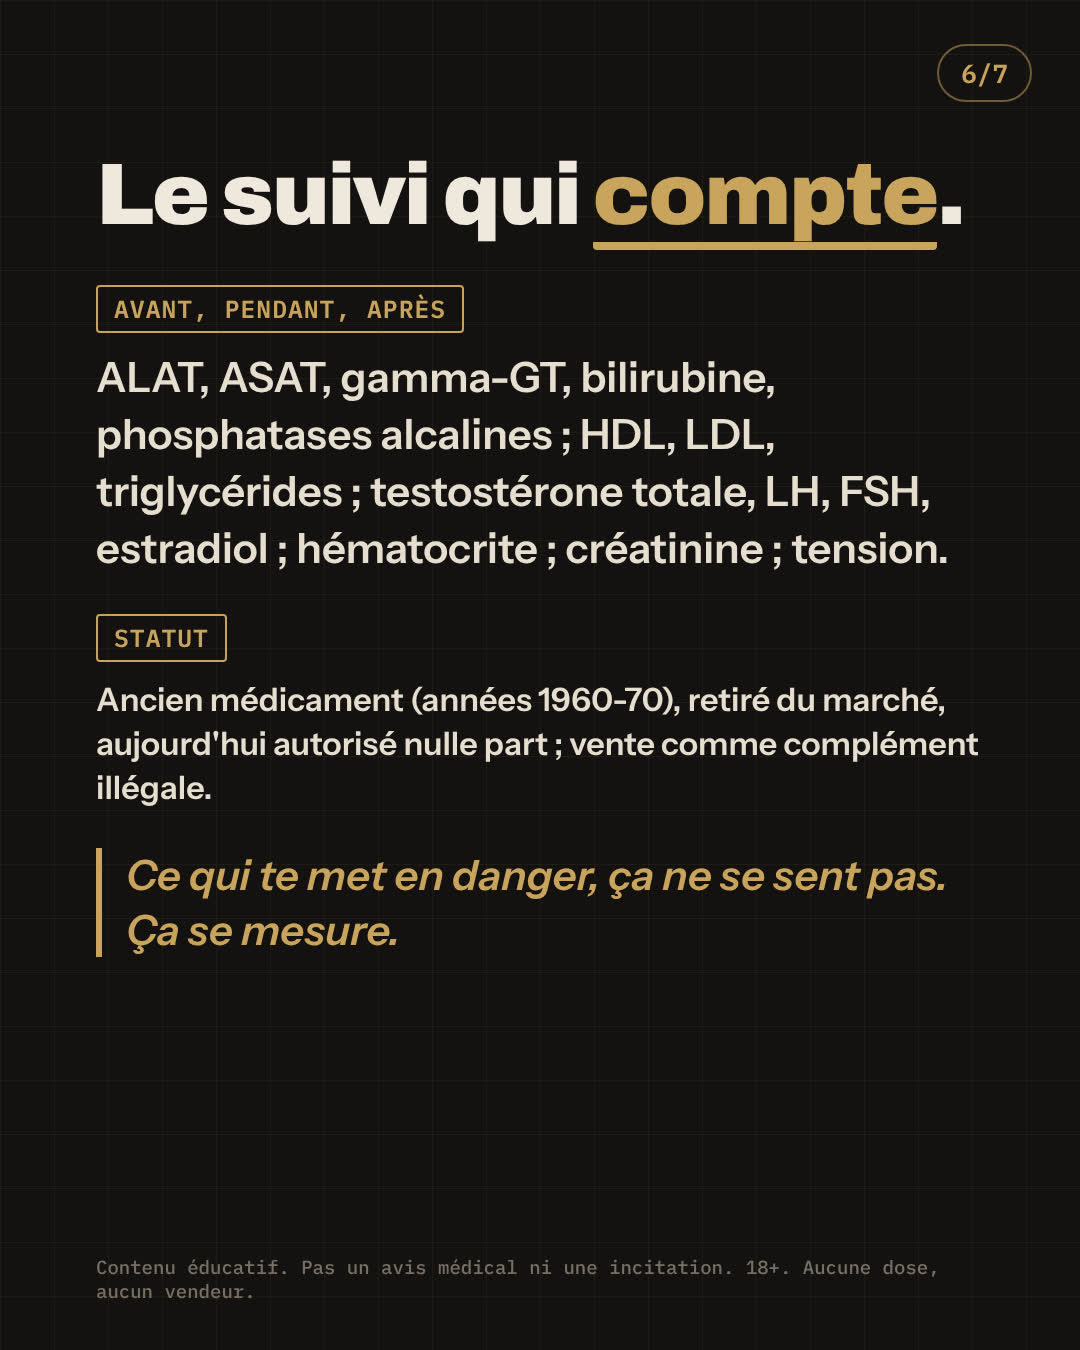 6/7
Le suivi qui compte.
AVANT, PENDANT, APRÈS
ALAT, ASAT, gamma-GT, bilirubine,
phosphatases alcalines ; HDL, LDL,
triglycérides ; testostérone totale, LH, FSH,
estradiol ; hématocrite ; créatinine ; tension.
STATUT
Ancien médicament (années 1960-70), retiré du marché,
aujourd'hui autorisé nulle part ; vente comme complément
illégale.
Ce qui te met en danger, ça ne se sent pas.
Ça se mesure.
Contenu éducatif. Pas un avis médical ni une incitation. 18+. Aucune dose,
aucun vendeur.